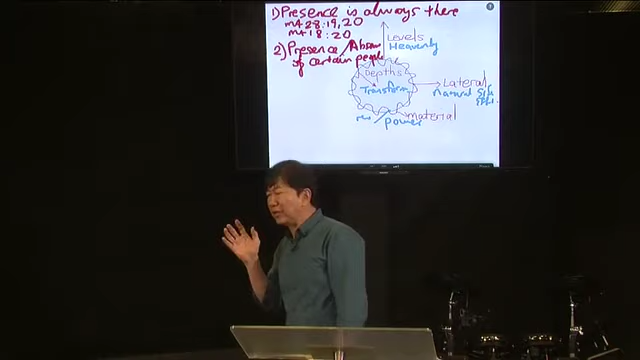 1) Presence is always there
mt 28:19,20
mt 18:20
2) Presence / Absence
of certain people
Levels
Heavenly
Depths
Transform
Lateral
Natural
material
power